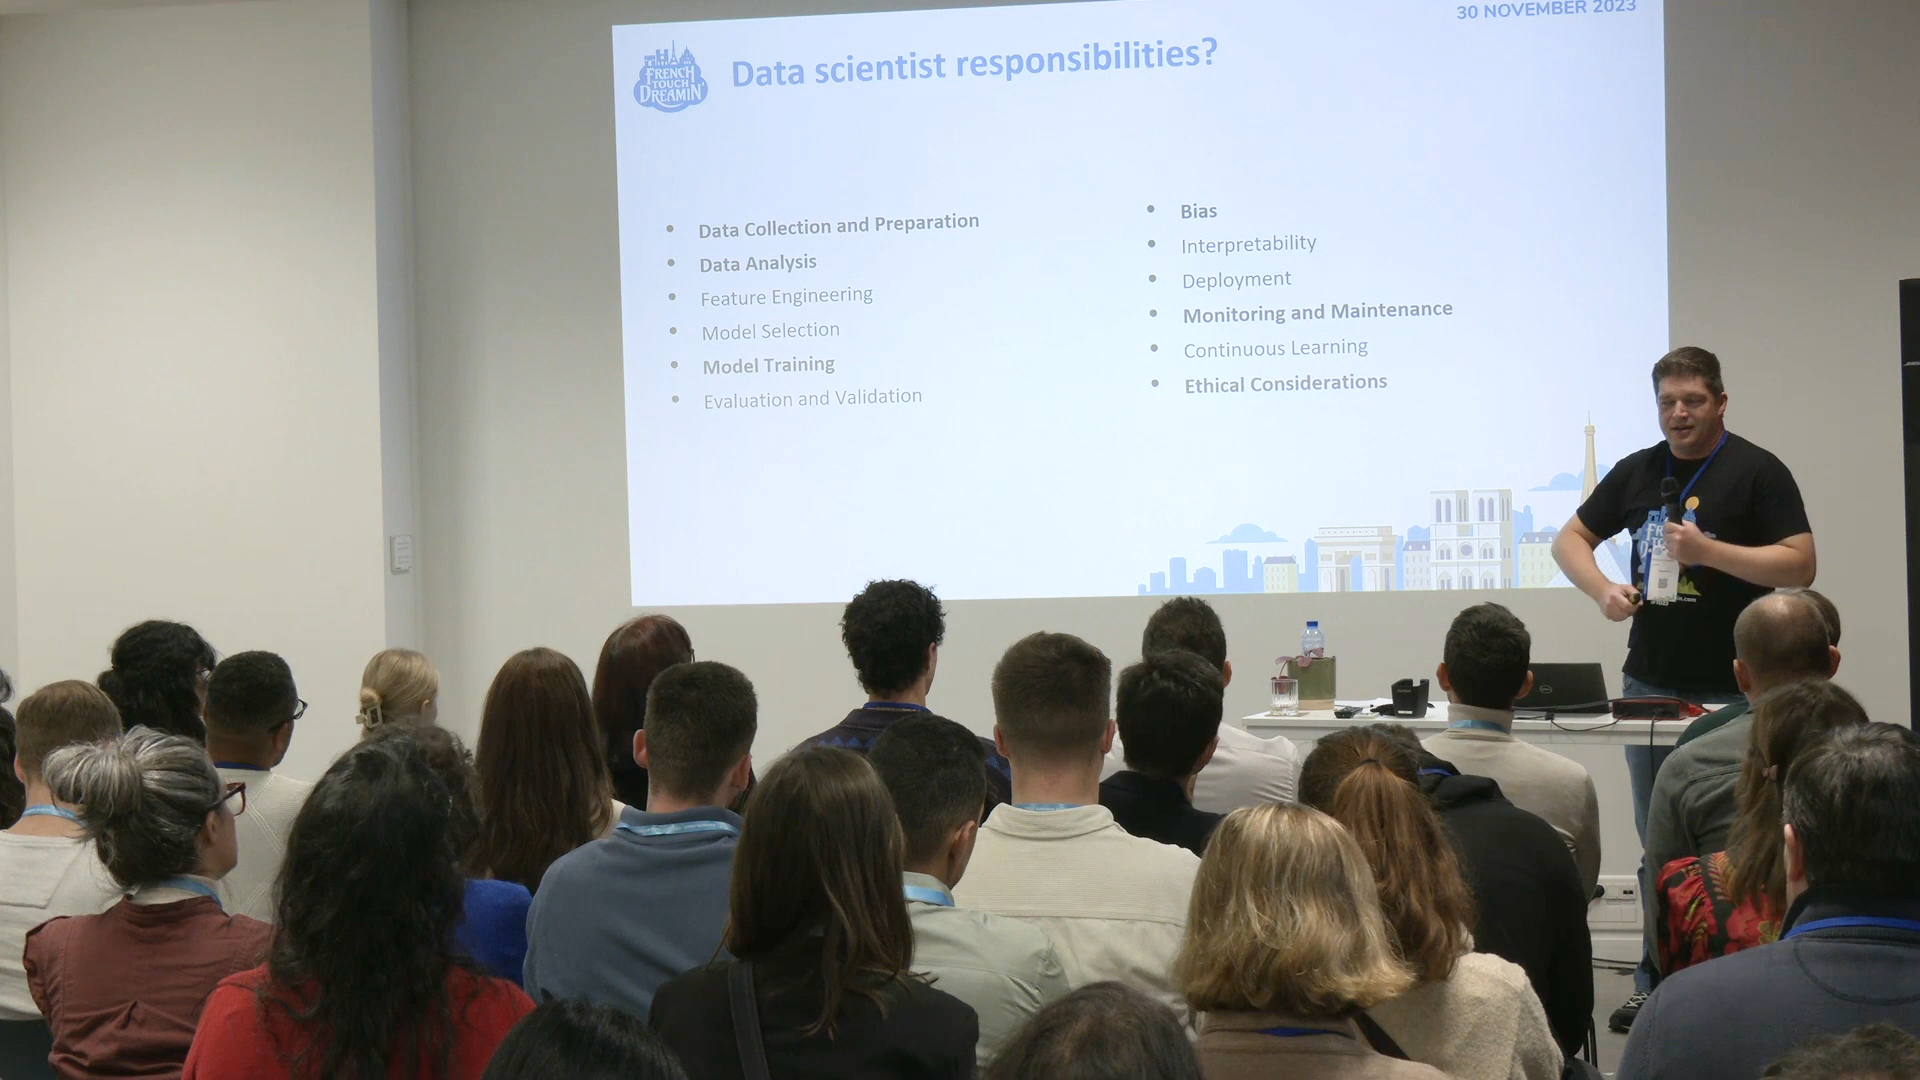 30 NOVEMBER 2023
FRENCH
TOUCH
DREAMIN'
Data scientist responsibilities?
• Data Collection and Preparation
• Data Analysis
• Feature Engineering
• Model Selection
• Model Training
• Evaluation and Validation
• Bias
• Interpretability
• Deployment
• Monitoring and Maintenance
• Continuous Learning
• Ethical Considerations